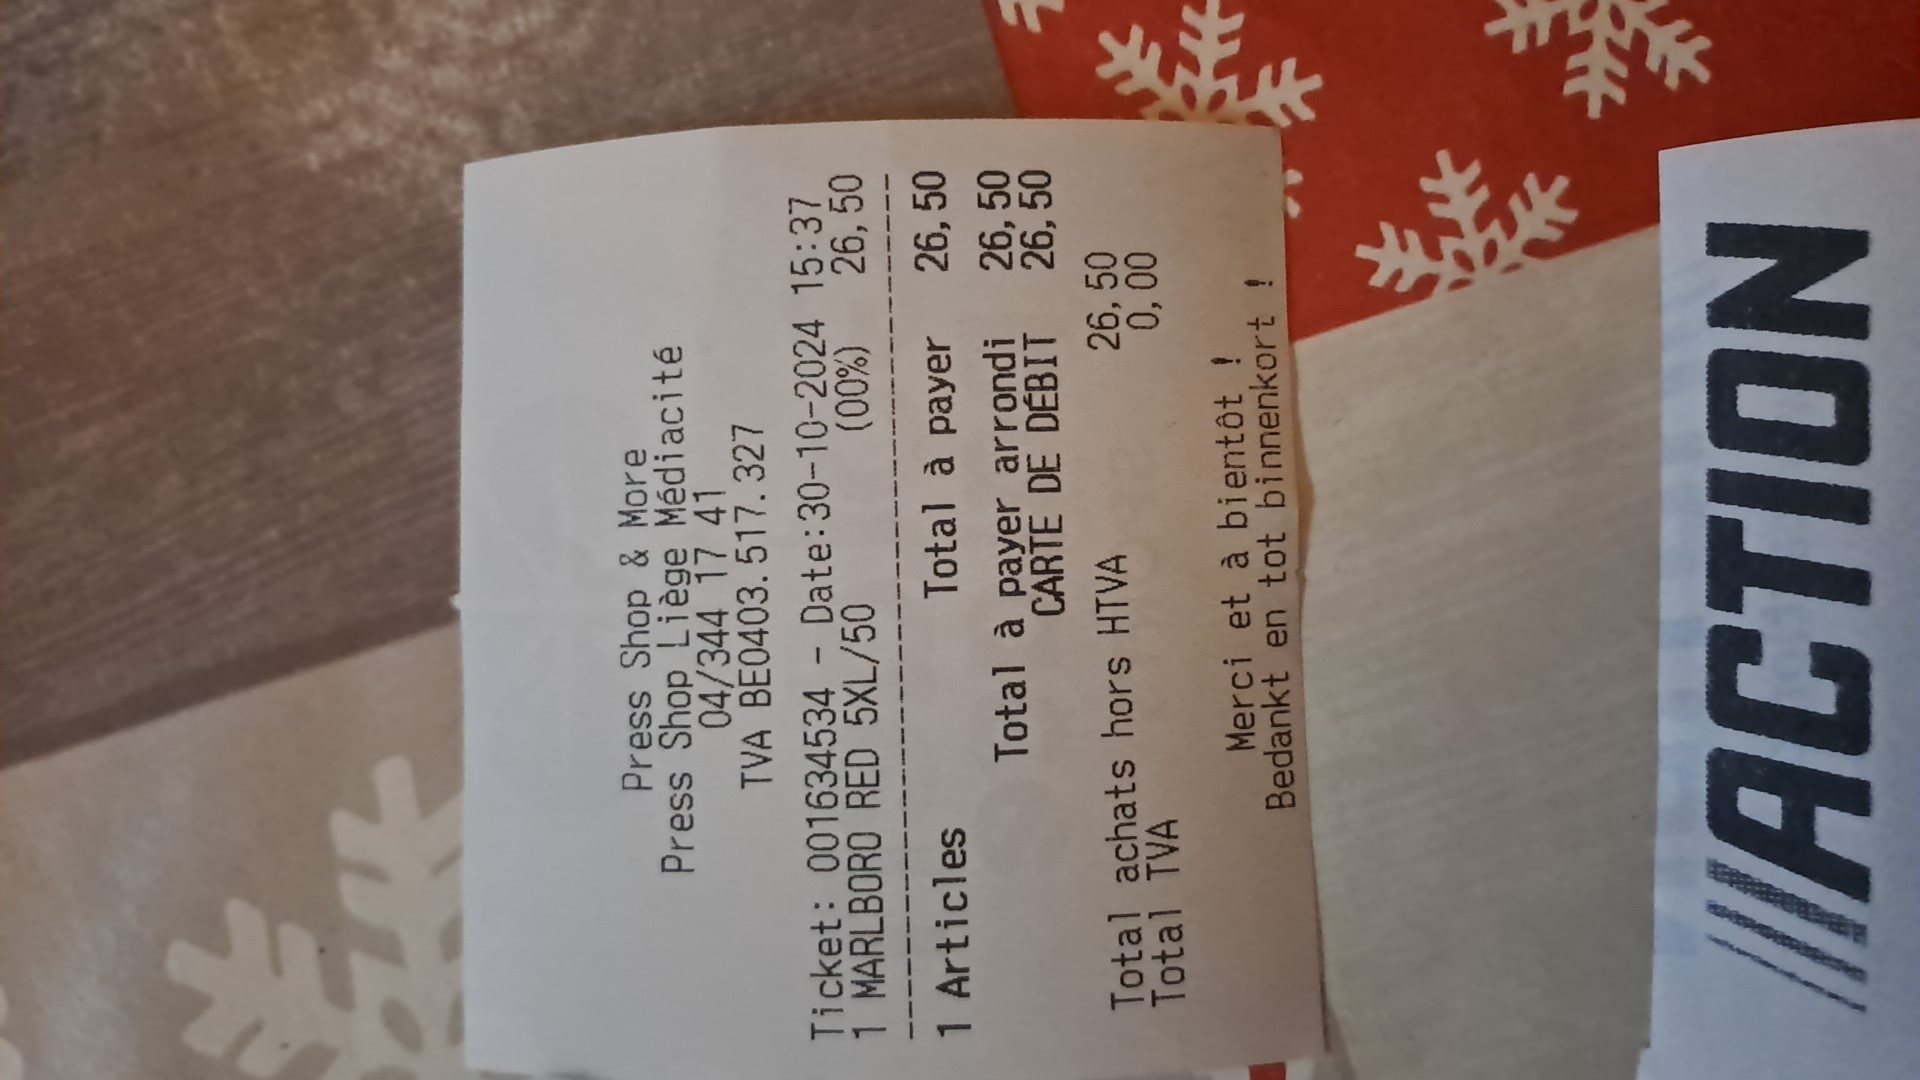 Press Shop & More
Press Shop Liège Médiacité
04/344 17 41
TVA BE0403.517.327
Ticket: 001634534 - Date:30-10-2024 15:37
1 MARLBORO RED 5XL/50 (00%) 26,50
1 Articles Total à payer 26,50
Total à payer arrondi 26,50
CARTE DE DÉBIT 26,50
Total achats hors HTVA 26,50
Total TVA 0,00
Merci et à bientôt !
Bedankt en tot binnenkort !
ACTION